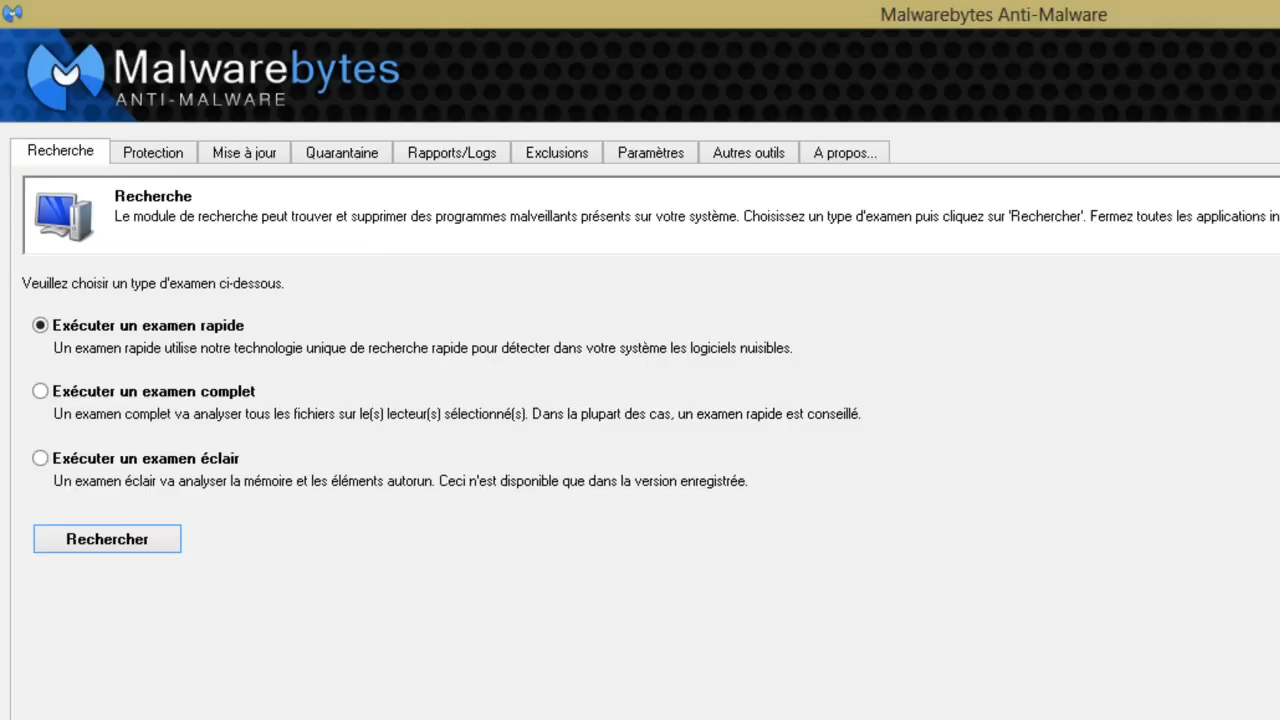 Malwarebytes Anti-Malware
Malwarebytes
ANTI-MALWARE
Recherche Protection Mise à jour Quarantaine Rapports/Logs Exclusions Paramètres Autres outils A propos...
Recherche
Le module de recherche peut trouver et supprimer des programmes malveillants présents sur votre système. Choisissez un type d'examen puis cliquez sur 'Rechercher'. Fermez toutes les applications in
Veuillez choisir un type d'examen ci-dessous.
Exécuter un examen rapide
Un examen rapide utilise notre technologie unique de recherche rapide pour détecter dans votre système les logiciels nuisibles.
Exécuter un examen complet
Un examen complet va analyser tous les fichiers sur le(s) lecteur(s) sélectionné(s). Dans la plupart des cas, un examen rapide est conseillé.
Exécuter un examen éclair
Un examen éclair va analyser la mémoire et les éléments autorun. Ceci n'est disponible que dans la version enregistrée.
Rechercher